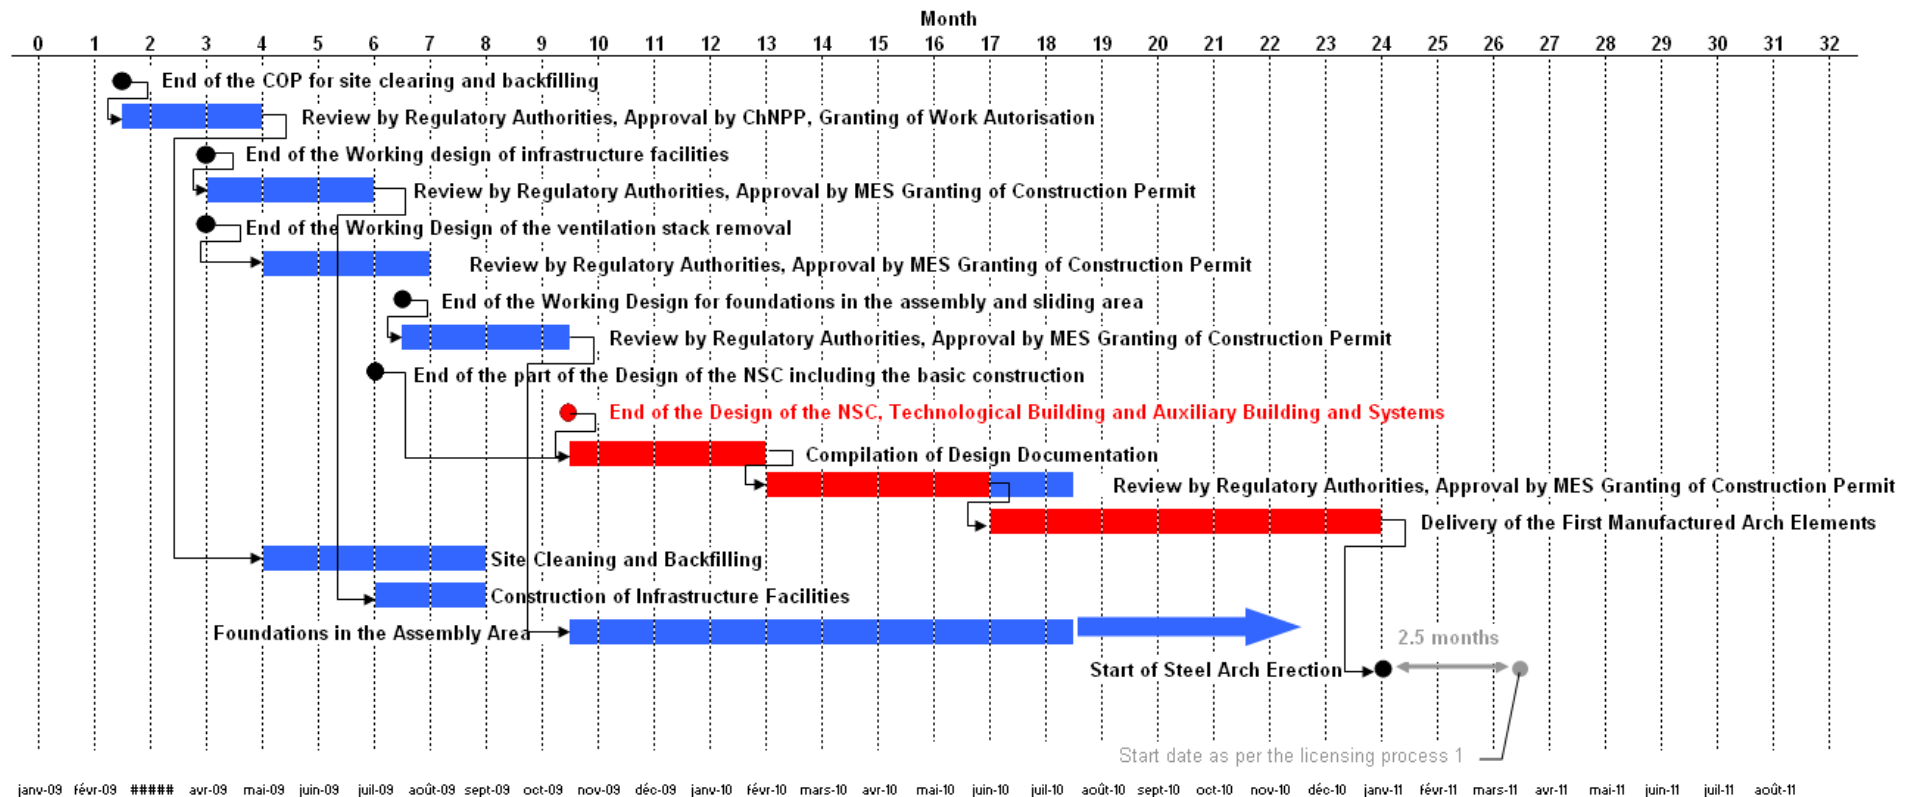 Month
0 1 2 3 4 5 6 7 8 9 10 11 12 13 14 15 16 17 18 19 20 21 22 23 24 25 26 27 28 29 30 31 32
End of the COP for site clearing and backfilling
Review by Regulatory Authorities, Approval by ChNPP, Granting of Work Autorisation
End of the Working design of infrastructure facilities
Review by Regulatory Authorities, Approval by MES Granting of Construction Permit
End of the Working Design of the ventilation stack removal
Review by Regulatory Authorities, Approval by MES Granting of Construction Permit
End of the Working Design for foundations in the assembly and sliding area
Review by Regulatory Authorities, Approval by MES Granting of Construction Permit
End of the part of the Design of the NSC including the basic construction
End of the Design of the NSC, Technological Building and Auxiliary Building and Systems
Compilation of Design Documentation
Review by Regulatory Authorities, Approval by MES Granting of Construction Permit
Delivery of the First Manufactured Arch Elements
Site Cleaning and Backfilling
Construction of Infrastructure Facilities
Foundations in the Assembly Area
2.5 months
Start of Steel Arch Erection
Start date as per the licensing process 1
janv-09 févr-09 ##### avr-09 mai-09 juin-09 juil-09 août-09 sept-09 oct-09 nov-09 déc-09 janv-10 févr-10 mars-10 avr-10 mai-10 juin-10 juil-10 août-10 sept-10 oct-10 nov-10 déc-10 janv-11 févr-11 mars-11 avr-11 mai-11 juin-11 juil-11 août-11